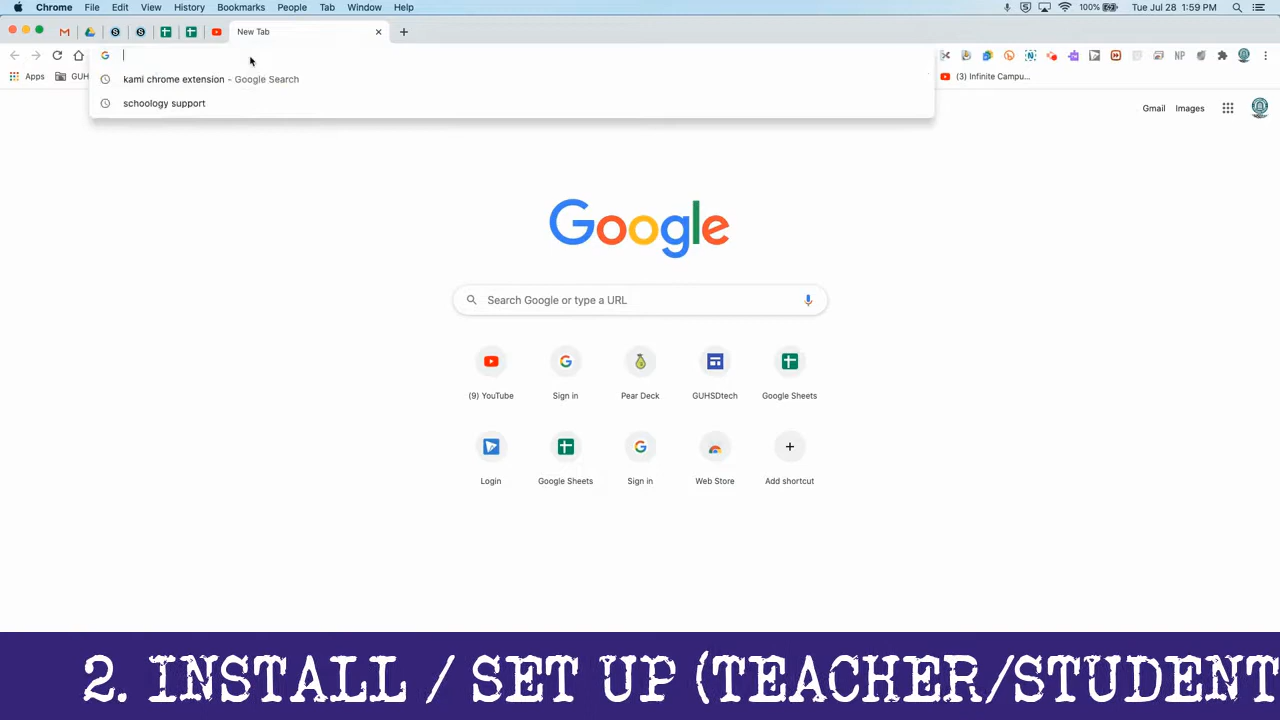 Chrome File Edit View History Bookmarks People Tab Window Help 100% Tue Jul 28 1:59 PM
New Tab
kami chrome extension - Google Search
schoology support
Apps GUH
(3) Infinite Campu...
NP
Gmail Images
Google
Search Google or type a URL
(9) YouTube Sign in Pear Deck GUHSDtech Google Sheets
Login Google Sheets Sign in Web Store Add shortcut
2. INSTALL / SET UP (TEACHER/STUDENT